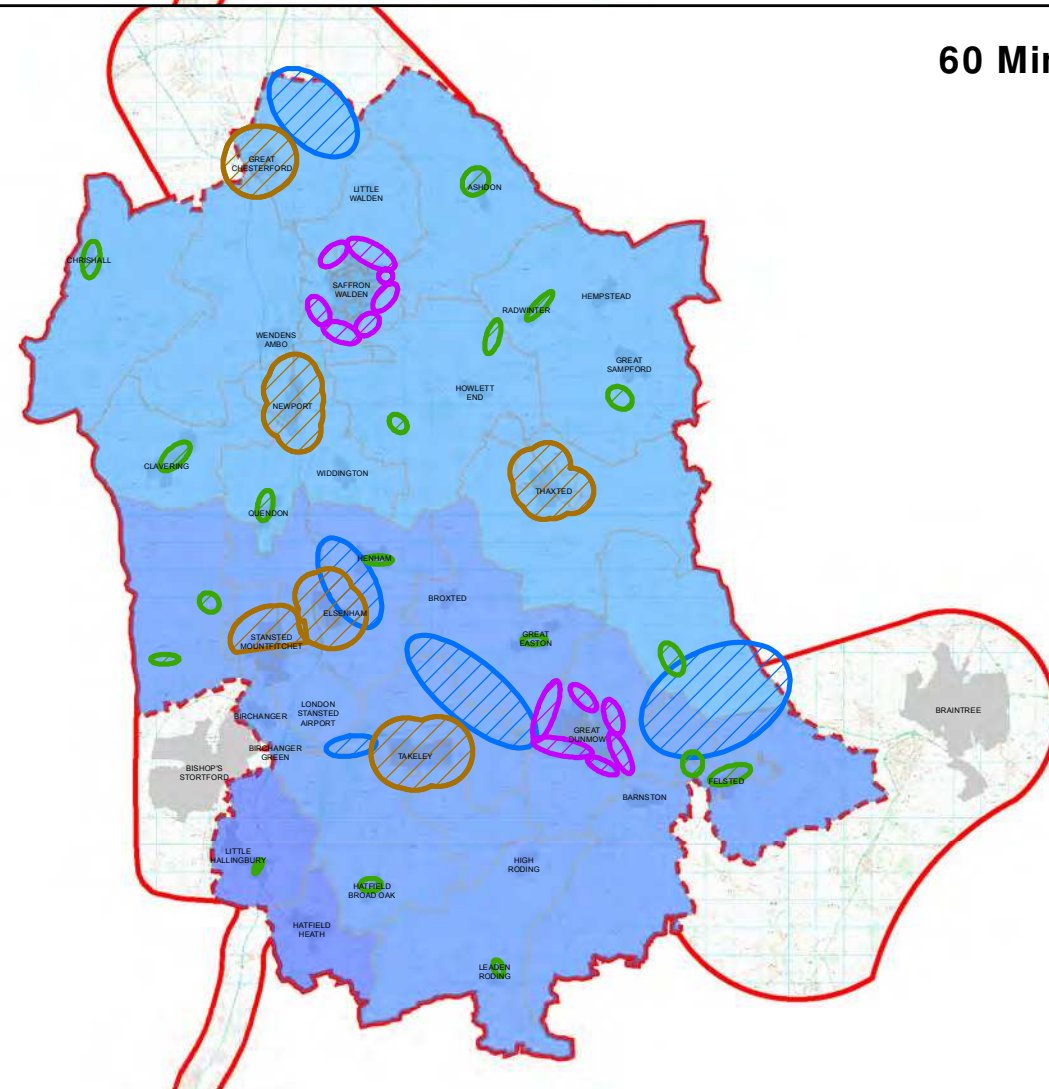 60 Min
GREAT
CHESTERFORD
LITTLE
WALDEN
ASHDON
CHRISHALL
SAFFRON
WALDEN
RADWINTER
HEMPSTEAD
WENDENS
AMBO
GREAT
SAMPFORD
HOWLETT
END
NEWPORT
CLAVERING
WIDDINGTON
THAXTED
QUENDON
HENHAM
BROXTED
ELSENHAM
STANSTED
MOUNTFITCHET
GREAT
EASTON
LONDON
STANSTED
AIRPORT
BIRCHANGER
BRAINTREE
GREAT
DUNMOW
BIRCHANGER
GREEN
TAKELEY
BISHOP'S
STORTFORD
FELSTED
BARNSTON
LITTLE
HALLINGBURY
HIGH
RODING
HATFIELD
BROAD OAK
HATFIELD
HEATH
LEADEN
RODING